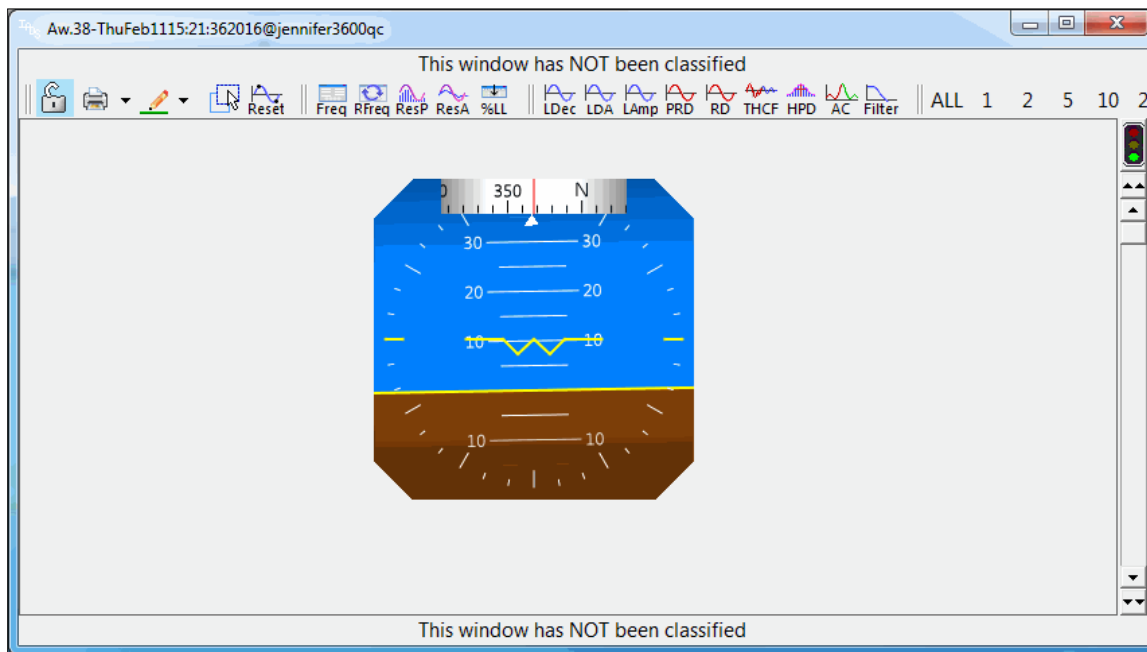 Aw.38-ThuFeb1115:21:362016@jennifer3600qc
This window has NOT been classified
Reset Freq RFreq ResP ResA %LL LDec LDA LAmp PRD RD THCF HPD AC Filter ALL 1 2 5 10 2
0 350 N
30 30
20 20
10 10
10 10
This window has NOT been classified